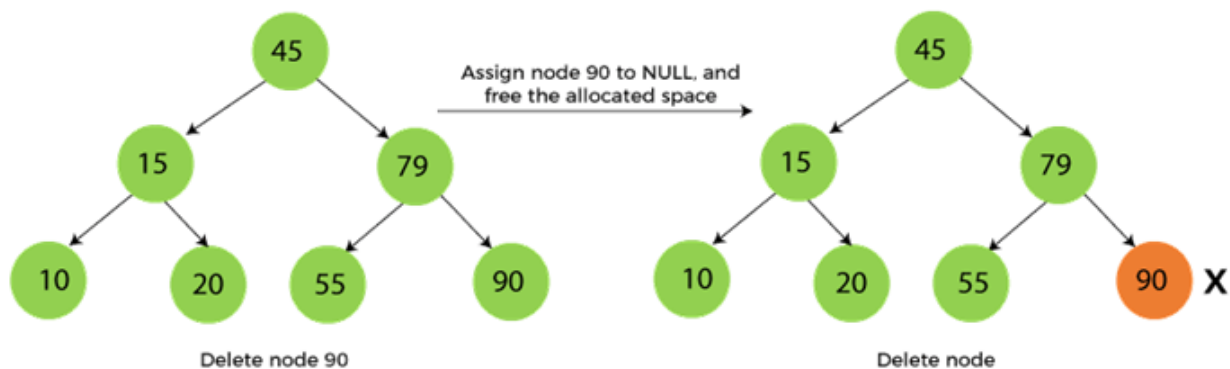 45
45
Assign node 90 to NULL, and
free the allocated space
15
79
15
79
10
20
55
90
10
20
55
90
X
Delete node 90
Delete node